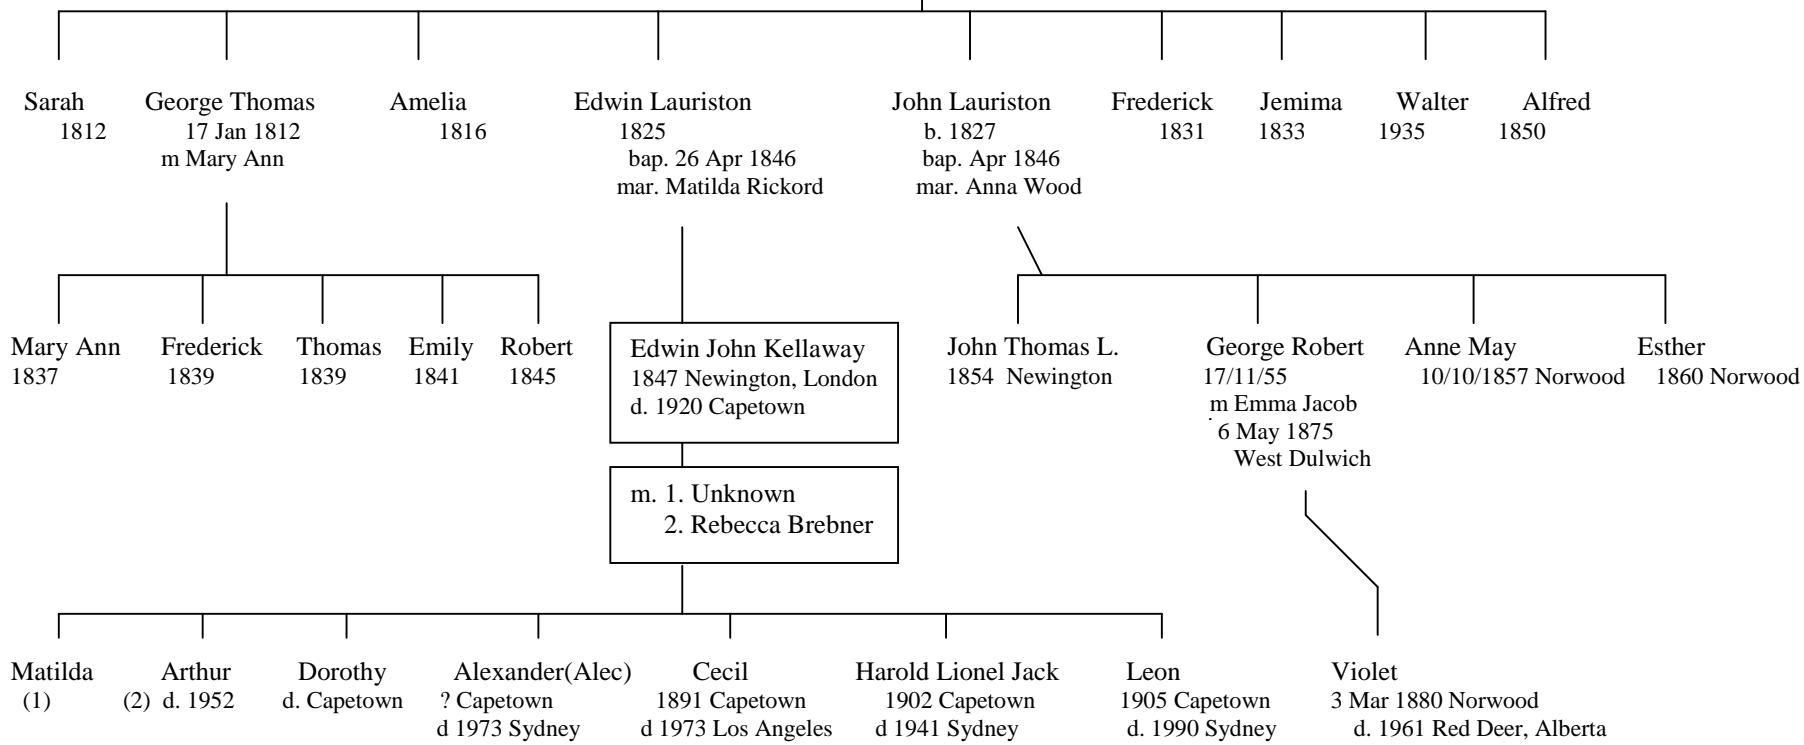 Sarah George Thomas Amelia Edwin Lauriston John Lauriston Frederick Jemima Walter Alfred
1812 17 Jan 1812 1816 1825 b. 1827 1831 1833 1935 1850
m Mary Ann bap. 26 Apr 1846 bap. Apr 1846
mar. Matilda Rickord mar. Anna Wood
Mary Ann Frederick Thomas Emily Robert Edwin John Kellaway John Thomas L. George Robert Anne May Esther
1837 1839 1839 1841 1845 1847 Newington, London 1854 Newington 17/11/55 10/10/1857 Norwood 1860 Norwood
d. 1920 Capetown m Emma Jacob
6 May 1875
West Dulwich
m. 1. Unknown
2. Rebecca Brebner
Matilda Arthur Dorothy Alexander(Alec) Cecil Harold Lionel Jack Leon Violet
(1) (2) d. 1952 d. Capetown ? Capetown 1891 Capetown 1902 Capetown 1905 Capetown 3 Mar 1880 Norwood
d 1973 Sydney d 1973 Los Angeles d 1941 Sydney d. 1990 Sydney d. 1961 Red Deer, Alberta